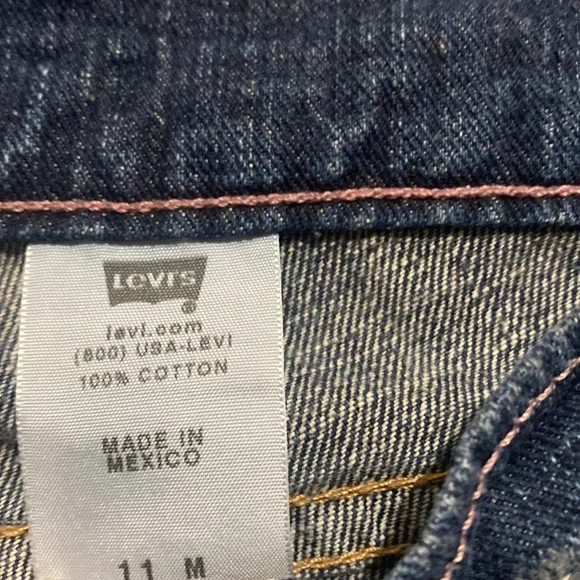 Levi's
®
levi.com
(800) USA-LEVI
100% COTTON
MADE IN
MEXICO
11 M